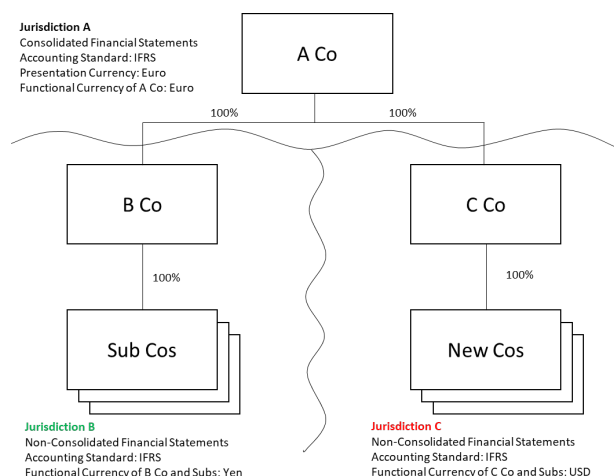 Jurisdiction A
Consolidated Financial Statements
Accounting Standard: IFRS
Presentation Currency: Euro
Functional Currency of A Co: Euro
A Co
100%
100%
B Co
C Co
100%
100%
Sub Cos
New Cos
Jurisdiction B
Non-Consolidated Financial Statements
Accounting Standard: IFRS
Functional Currency of B Co and Subs: Yen
Jurisdiction C
Non-Consolidated Financial Statements
Accounting Standard: IFRS
Functional Currency of C Co and Subs: USD